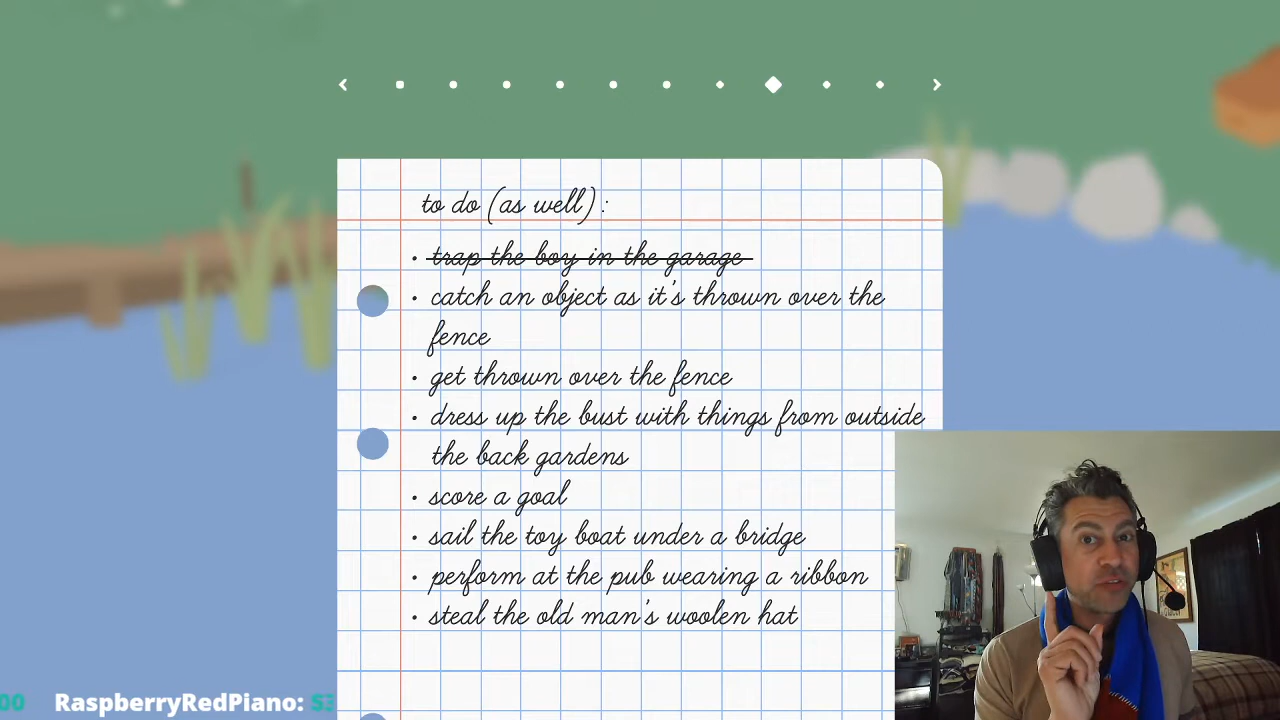 to do (as well):
• trap the boy in the garage
• catch an object as it's thrown over the
fence
• get thrown over the fence
• dress up the bust with things from outside
the back gardens
• score a goal
• sail the toy boat under a bridge
• perform at the pub wearing a ribbon
• steal the old man's woolen hat
00 RaspberryRedPiano: